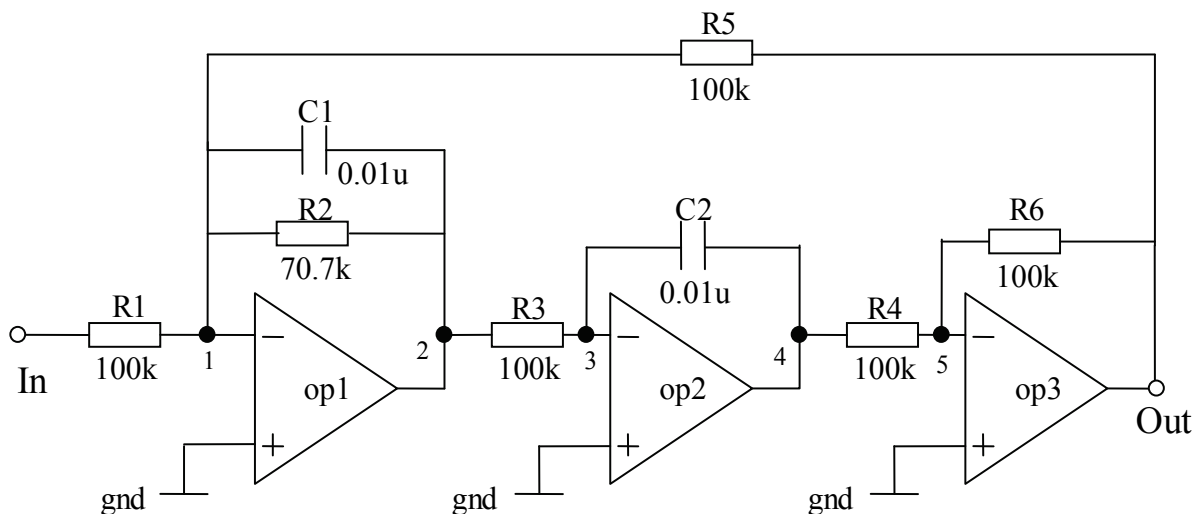 R5
100k
C1
0.01u
R2
70.7k
C2
0.01u
R6
100k
R1
100k
In
1
−
+
op1
gnd
2
R3
100k
3
−
+
op2
gnd
4
R4
100k
5
−
+
op3
gnd
Out